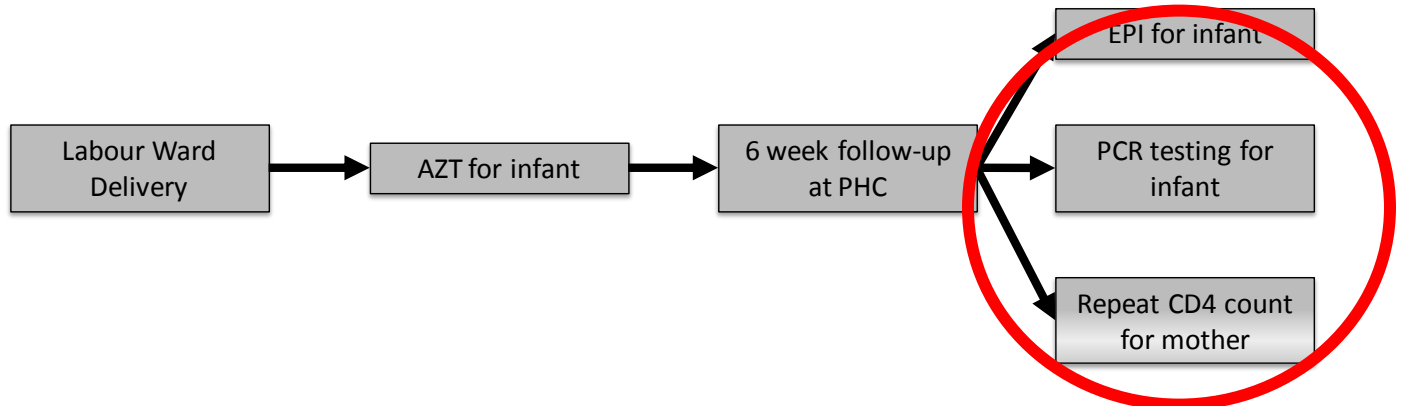 Labour Ward
Delivery
AZT for infant
6 week follow-up
at PHC
EPI for infant
PCR testing for
infant
Repeat CD4 count
for mother